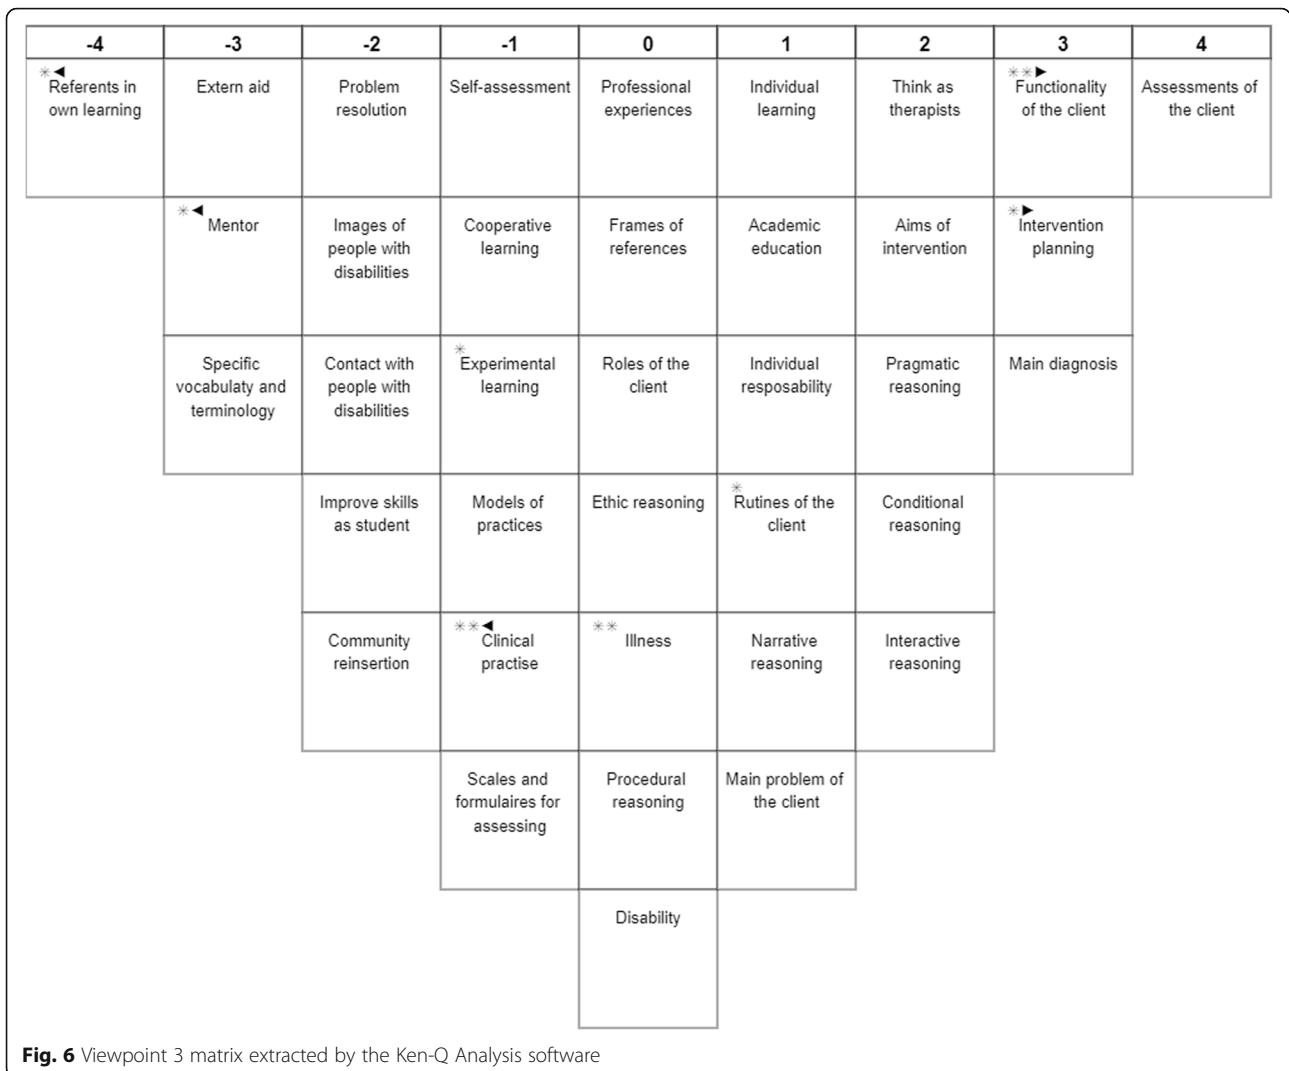 -4 -3 -2 -1 0 1 2 3 4
✳◀ ✳✳▶
Referents in Extern aid Problem Self-assessment Professional Individual Think as Functionality Assessments of
own learning resolution experiences learning therapists of the client the client
✳◀ ✳▶
Mentor Images of Cooperative Frames of Academic Aims of Intervention
people with learning references education intervention planning
disabilities
✳
Specific Contact with Experimental Roles of the Individual Pragmatic Main diagnosis
vocabulaty and people with learning client resposability reasoning
terminology disabilities
✳
Improve skills Models of Ethic reasoning Rutines of the Conditional
as student practices client reasoning
✳✳◀ ✳✳
Community Clinical Illness Narrative Interactive
reinsertion practise reasoning reasoning
Scales and Procedural Main problem of
formulaires for reasoning the client
assessing
Disability
Fig. 6 Viewpoint 3 matrix extracted by the Ken-Q Analysis software